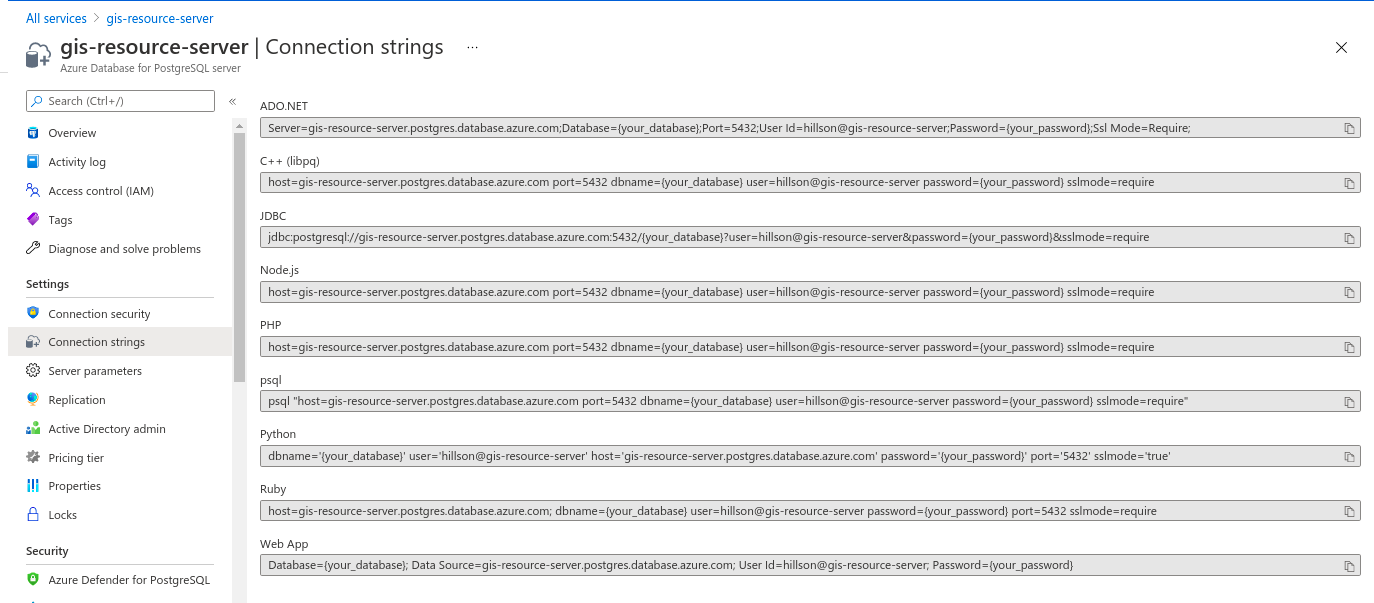 All services > gis-resource-server
gis-resource-server | Connection strings ...
Azure Database for PostgreSQL server
Search (Ctrl+/) «
Overview
Activity log
Access control (IAM)
Tags
Diagnose and solve problems
Settings
Connection security
Connection strings
Server parameters
Replication
Active Directory admin
Pricing tier
Properties
Locks
Security
Azure Defender for PostgreSQL
ADO.NET
Server=gis-resource-server.postgres.database.azure.com;Database={your_database};Port=5432;User Id=hillson@gis-resource-server;Password={your_password};Ssl Mode=Require;
C++ (libpq)
host=gis-resource-server.postgres.database.azure.com port=5432 dbname={your_database} user=hillson@gis-resource-server password={your_password} sslmode=require
JDBC
jdbc:postgresql://gis-resource-server.postgres.database.azure.com:5432/{your_database}?user=hillson@gis-resource-server&password={your_password}&sslmode=require
Node.js
host=gis-resource-server.postgres.database.azure.com port=5432 dbname={your_database} user=hillson@gis-resource-server password={your_password} sslmode=require
PHP
host=gis-resource-server.postgres.database.azure.com port=5432 dbname={your_database} user=hillson@gis-resource-server password={your_password} sslmode=require
psql
psql "host=gis-resource-server.postgres.database.azure.com port=5432 dbname={your_database} user=hillson@gis-resource-server password={your_password} sslmode=require"
Python
dbname='{your_database}' user='hillson@gis-resource-server' host='gis-resource-server.postgres.database.azure.com' password='{your_password}' port='5432' sslmode='true'
Ruby
host=gis-resource-server.postgres.database.azure.com; dbname={your_database} user=hillson@gis-resource-server password={your_password} port=5432 sslmode=require
Web App
Database={your_database}; Data Source=gis-resource-server.postgres.database.azure.com; User Id=hillson@gis-resource-server; Password={your_password}